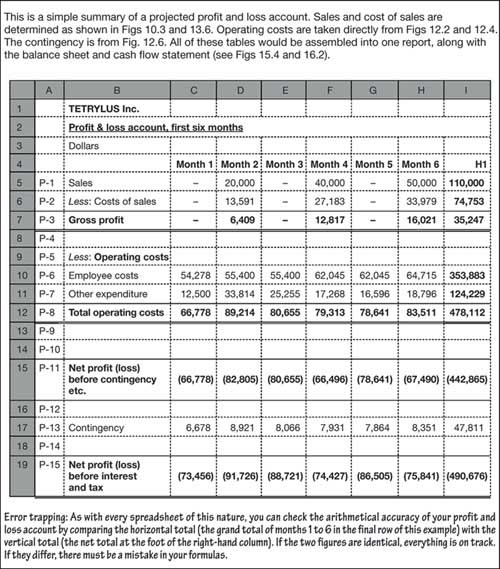 This is a simple summary of a projected profit and loss account. Sales and cost of sales are
determined as shown in Figs 10.3 and 13.6. Operating costs are taken directly from Figs 12.2 and 12.4.
The contingency is from Fig. 12.6. All of these tables would be assembled into one report, along with
the balance sheet and cash flow statement (see Figs 15.4 and 16.2).
A B C D E F G H I
1 TETRYLUS Inc.
2 Profit & loss account, first six months
3 Dollars
4 Month 1 Month 2 Month 3 Month 4 Month 5 Month 6 H1
5 P-1 Sales – 20,000 – 40,000 – 50,000 110,000
6 P-2 Less: Costs of sales – 13,591 – 27,183 – 33,979 74,753
7 P-3 Gross profit – 6,409 – 12,817 – 16,021 35,247
8 P-4
9 P-5 Less: Operating costs
10 P-6 Employee costs 54,278 55,400 55,400 62,045 62,045 64,715 353,883
11 P-7 Other expenditure 12,500 33,814 25,255 17,268 16,596 18,796 124,229
12 P-8 Total operating costs 66,778 89,214 80,655 79,313 78,641 83,511 478,112
13 P-9
14 P-10
15 P-11 Net profit (loss)
before contingency (66,778) (82,805) (80,655) (66,496) (78,641) (67,490) (442,865)
etc.
16 P-12
17 P-13 Contingency 6,678 8,921 8,066 7,931 7,864 8,351 47,811
18 P-14
19 P-15 Net profit (loss)
before interest (73,456) (91,726) (88,721) (74,427) (86,505) (75,841) (490,676)
and tax
Error trapping: As with every spreadsheet of this nature, you can check the arithmetical accuracy of your profit and
loss account by comparing the horizontal total (the grand total of months 1 to 6 in the final row of this example) with the
vertical total (the net total at the foot of the right-hand column). If the two figures are identical, everything is on track.
If they differ, there must be a mistake in your formulas.